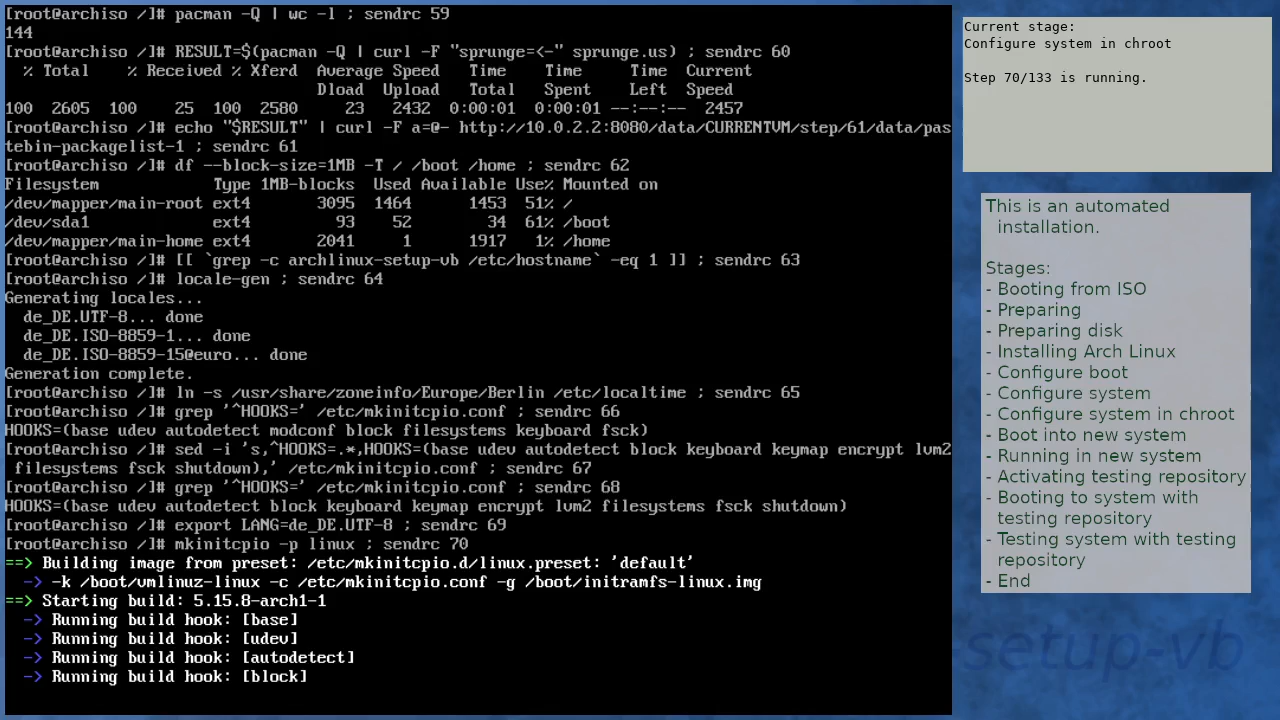 [root@archiso /]# pacman -Q | wc -l ; sendrc 59
144
[root@archiso /]# RESULT=$(pacman -Q | curl -F "sprunge=<-" sprunge.us) ; sendrc 60
% Total    % Received % Xferd  Average Speed   Time    Time     Time  Current
Dload  Upload   Total   Spent    Left  Speed
100  2605  100    25  100  2580     23   2432  0:00:01  0:00:01 --:--:--  2457
[root@archiso /]# echo "$RESULT" | curl -F a=@- http://10.0.2.2:8080/data/CURRENTVM/step/61/data/pas
tebin-packagelist-1 ; sendrc 61
[root@archiso /]# df --block-size=1MB -T / /boot /home ; sendrc 62
Filesystem            Type 1MB-blocks  Used Available Use% Mounted on
/dev/mapper/main-root ext4       3095  1464      1453  51% /
/dev/sda1             ext4         93    52        34  61% /boot
/dev/mapper/main-home ext4       2041     1      1917   1% /home
[root@archiso /]# [[ `grep -c archlinux-setup-vb /etc/hostname` -eq 1 ]] ; sendrc 63
[root@archiso /]# locale-gen ; sendrc 64
Generating locales...
de_DE.UTF-8... done
de_DE.ISO-8859-1... done
de_DE.ISO-8859-15@euro... done
Generation complete.
[root@archiso /]# ln -s /usr/share/zoneinfo/Europe/Berlin /etc/localtime ; sendrc 65
[root@archiso /]# grep '^HOOKS=' /etc/mkinitcpio.conf ; sendrc 66
HOOKS=(base udev autodetect modconf block filesystems keyboard fsck)
[root@archiso /]# sed -i 's,^HOOKS=.*,HOOKS=(base udev autodetect block keyboard keymap encrypt lvm2
filesystems fsck shutdown),' /etc/mkinitcpio.conf ; sendrc 67
[root@archiso /]# grep '^HOOKS=' /etc/mkinitcpio.conf ; sendrc 68
HOOKS=(base udev autodetect block keyboard keymap encrypt lvm2 filesystems fsck shutdown)
[root@archiso /]# export LANG=de_DE.UTF-8 ; sendrc 69
[root@archiso /]# mkinitcpio -p linux ; sendrc 70
==> Building image from preset: /etc/mkinitcpio.d/linux.preset: 'default'
-> -k /boot/vmlinuz-linux -c /etc/mkinitcpio.conf -g /boot/initramfs-linux.img
==> Starting build: 5.15.8-arch1-1
-> Running build hook: [base]
-> Running build hook: [udev]
-> Running build hook: [autodetect]
-> Running build hook: [block]
Current stage:
Configure system in chroot
Step 70/133 is running.
This is an automated
installation.
Stages:
- Booting from ISO
- Preparing
- Preparing disk
- Installing Arch Linux
- Configure boot
- Configure system
- Configure system in chroot
- Boot into new system
- Running in new system
- Activating testing repository
- Booting to system with
testing repository
- Testing system with testing
repository
- End
-setup-vb